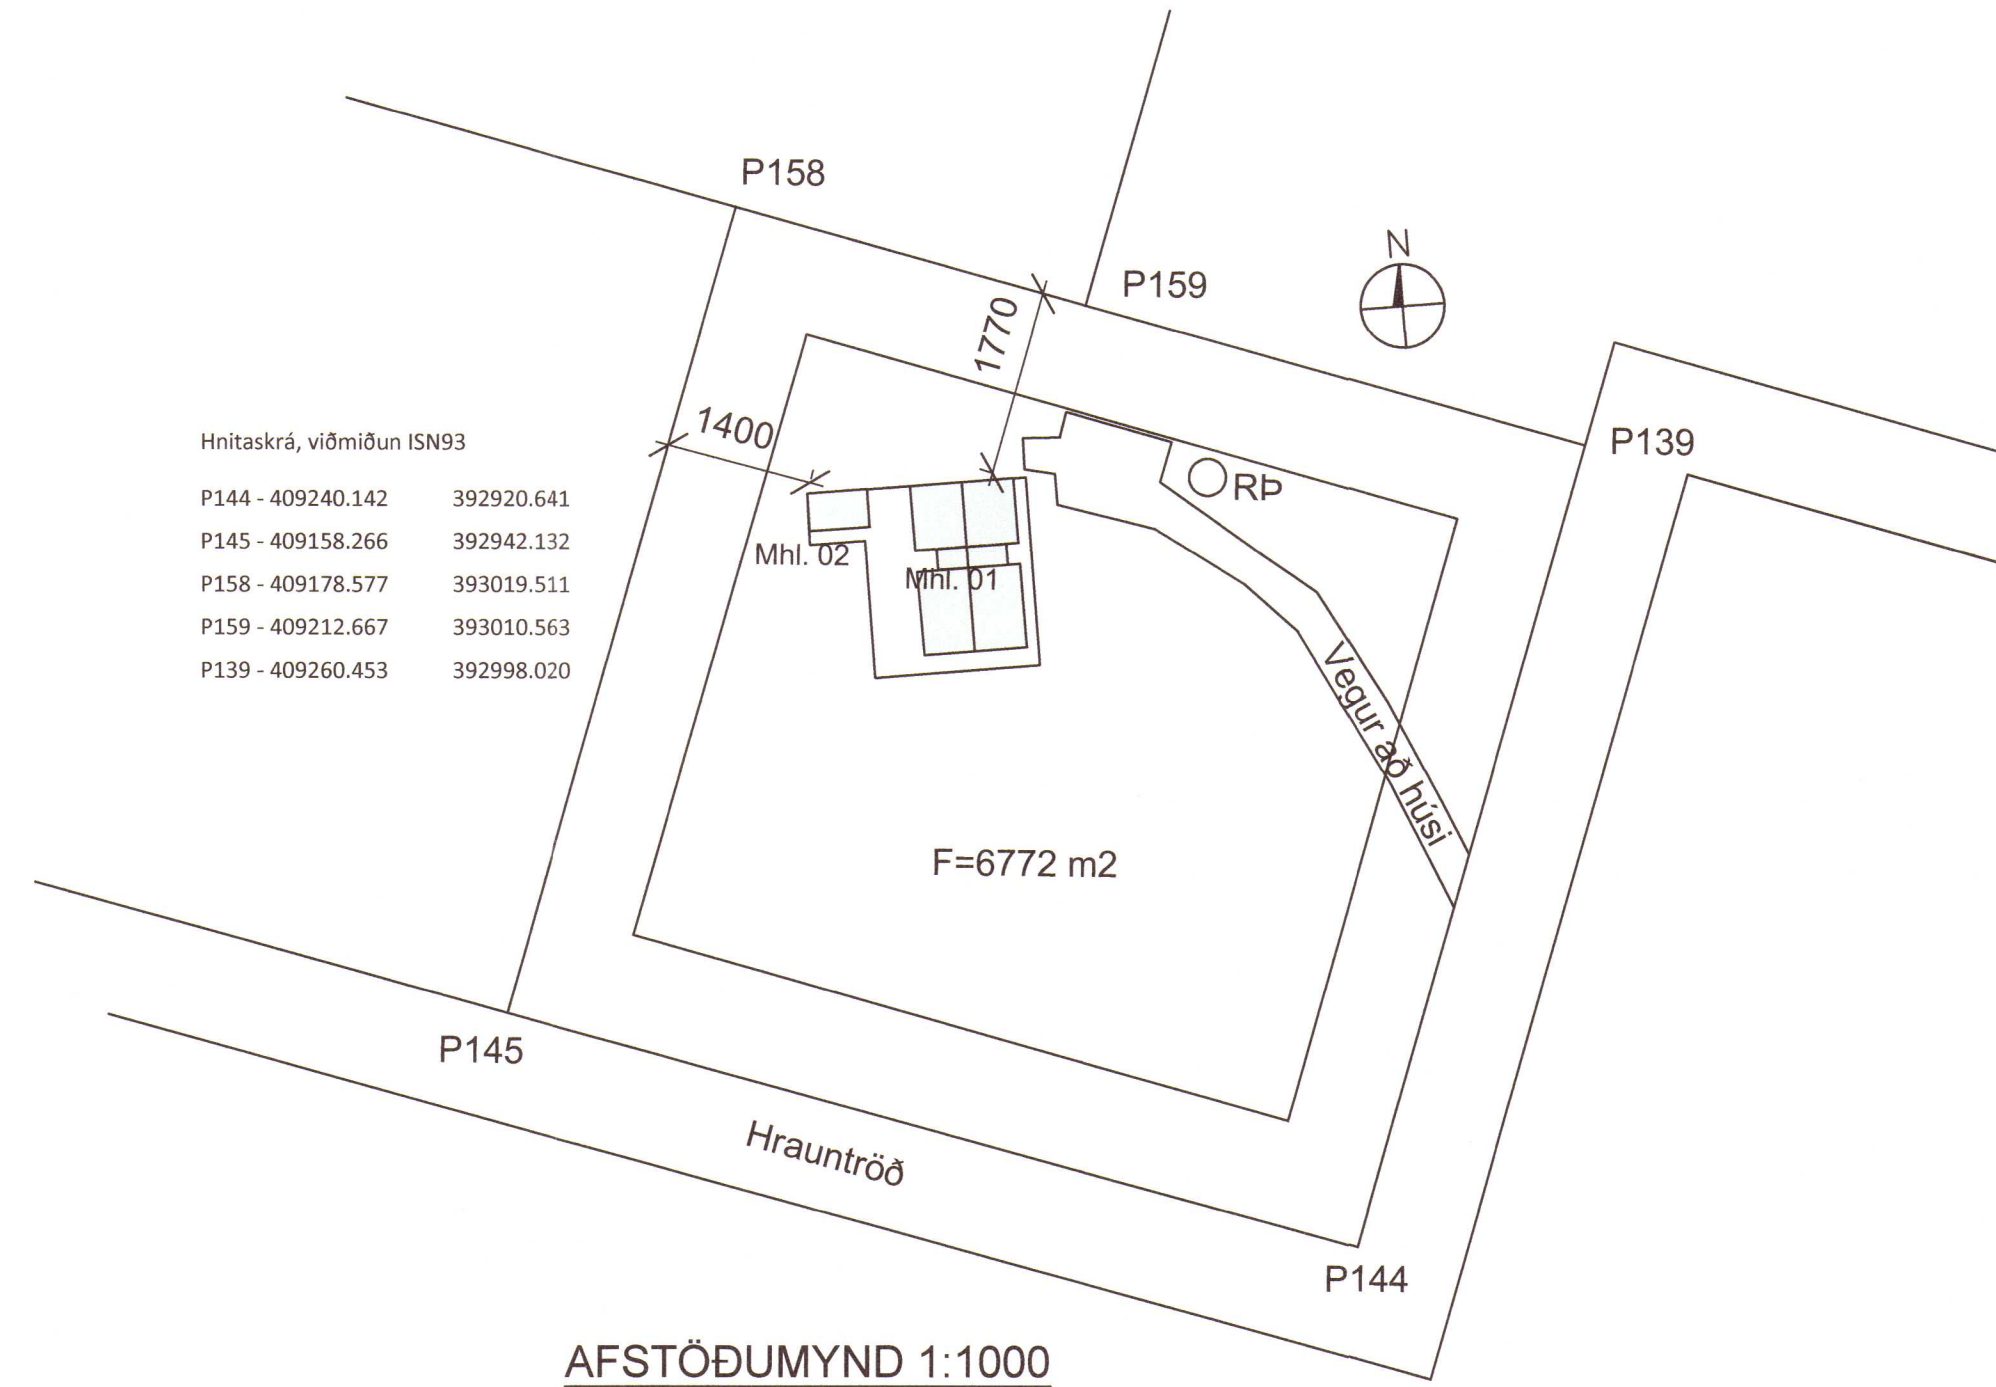 P158
N
P159
1770
1400
P139
Hnitaskrá, viðmiðun ISN93
P144 - 409240.142 392920.641
P145 - 409158.266 392942.132
P158 - 409178.577 393019.511
P159 - 409212.667 393010.563
P139 - 409260.453 392998.020
RÞ
Mhl. 02
Mhl. 01
Vegur að húsi
F=6772 m2
P145
Hrauntröð
P144
AFSTÖÐUMYND 1:1000